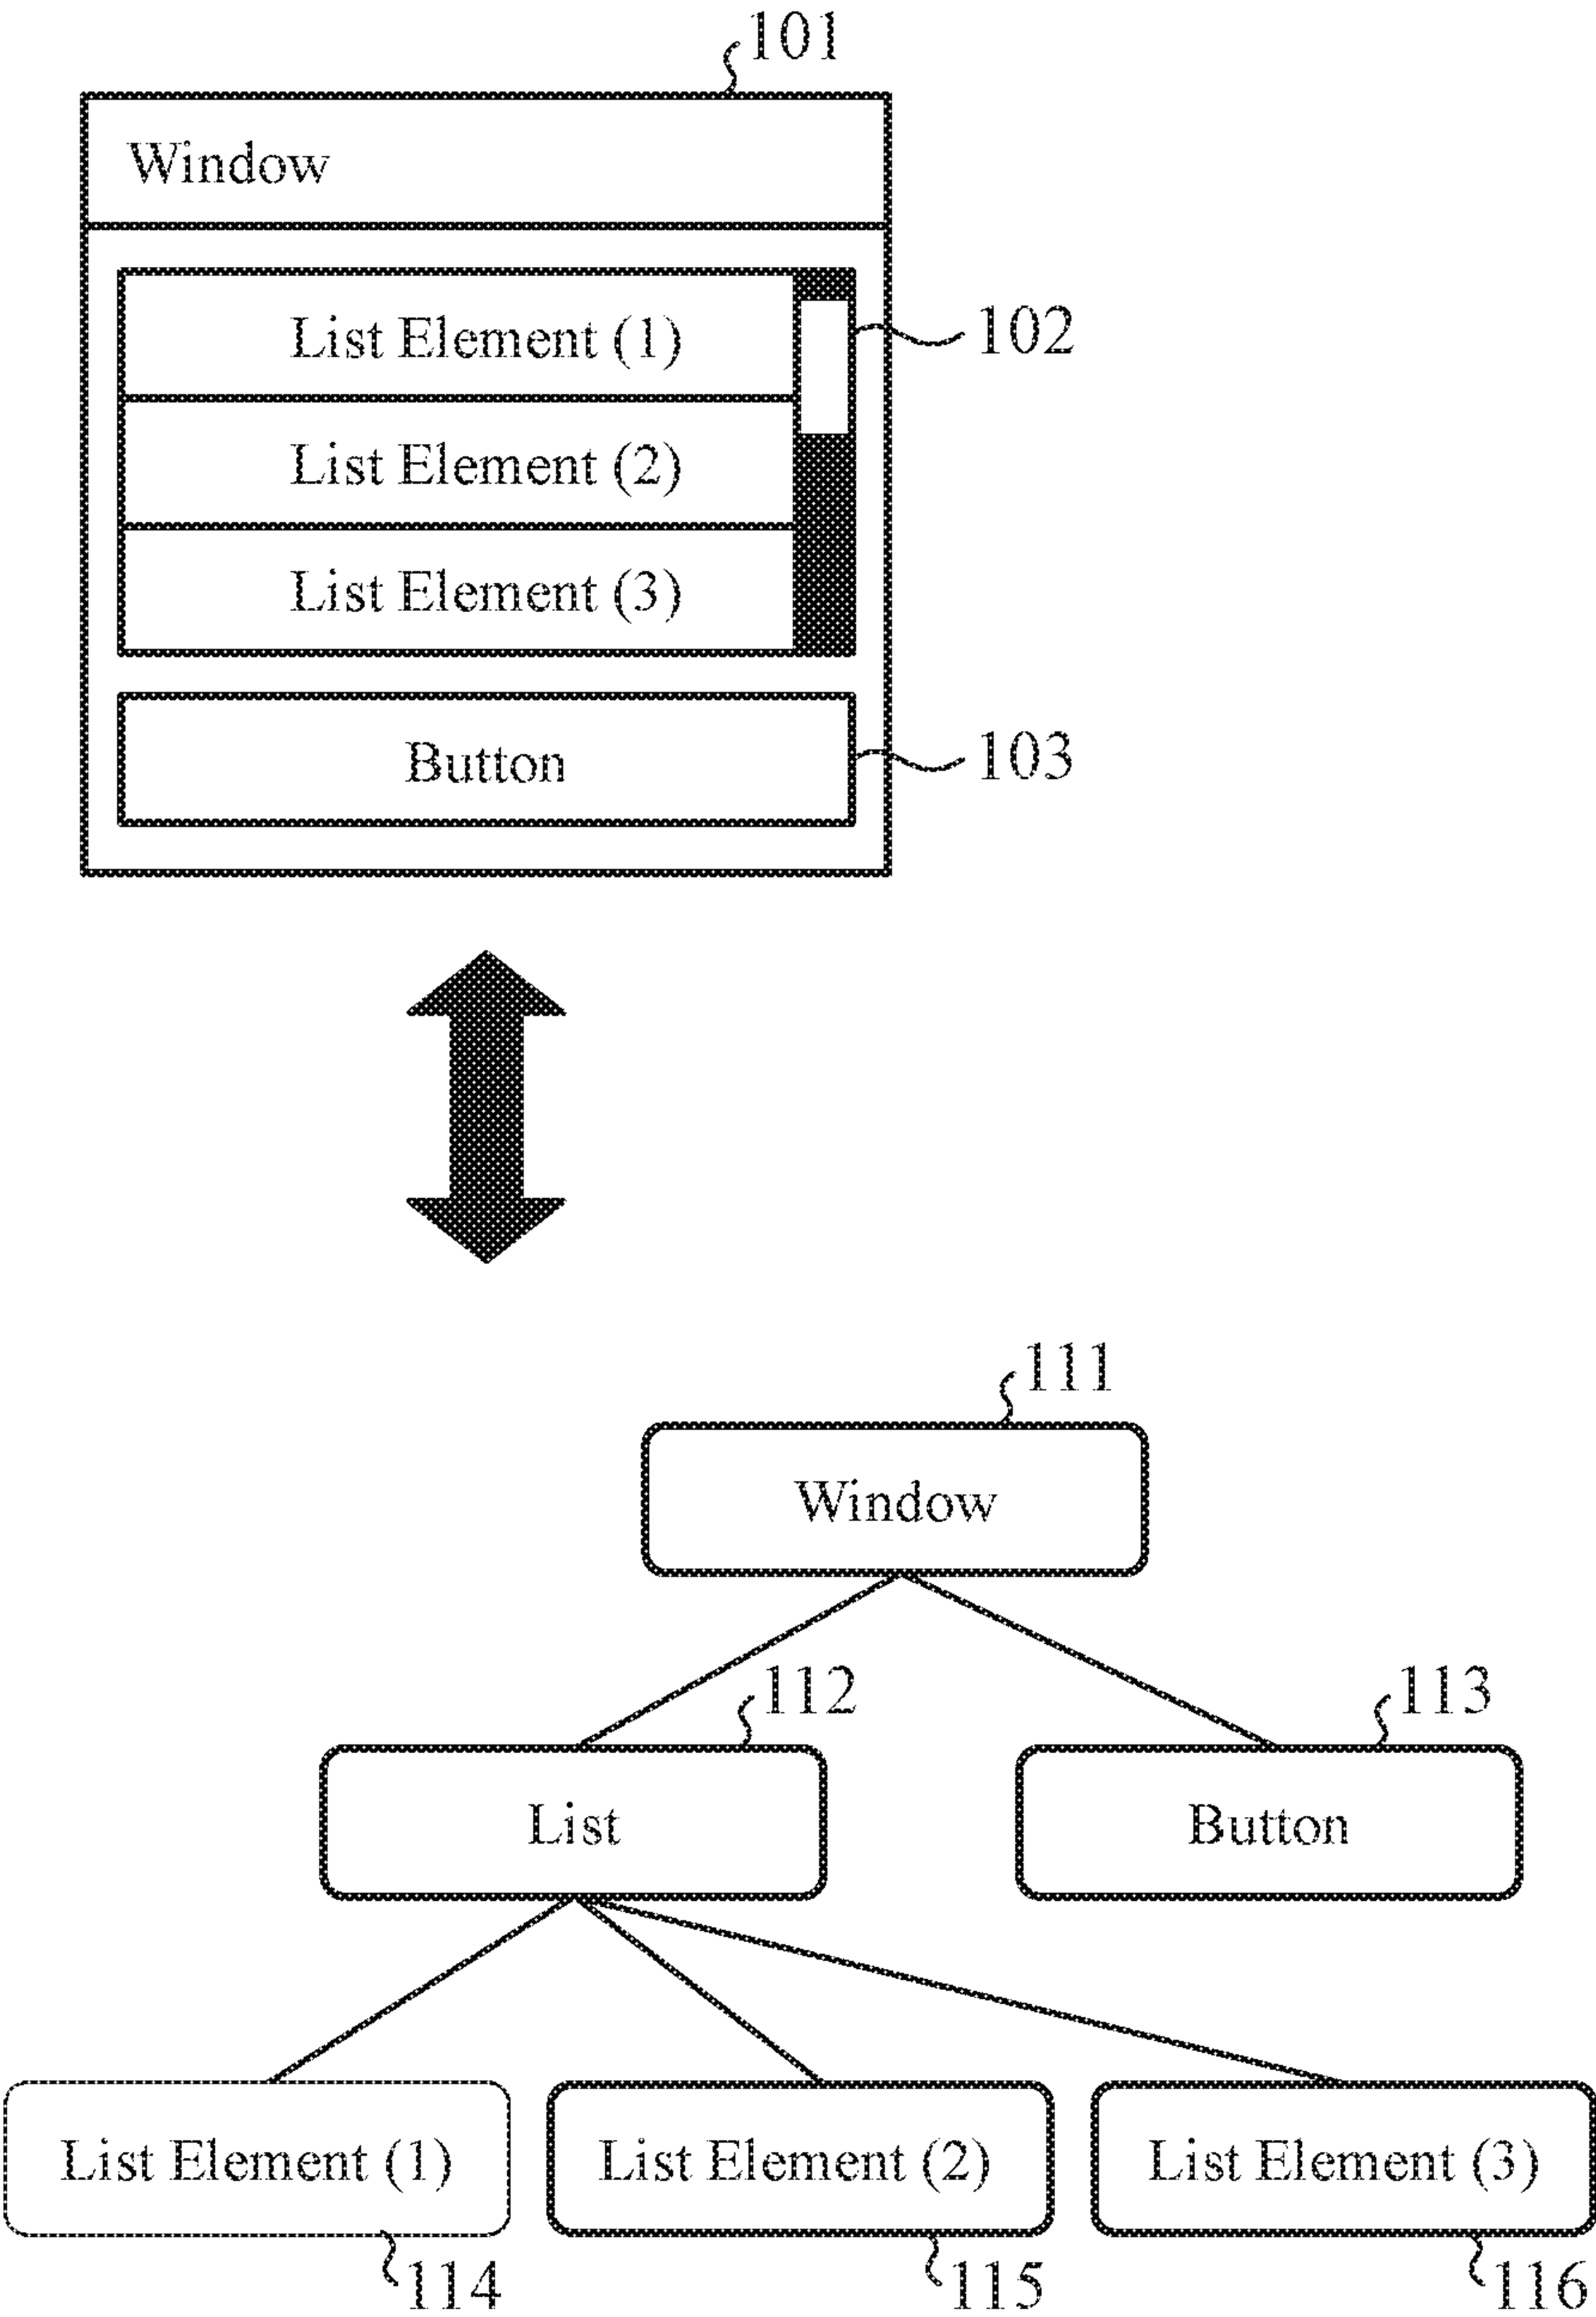 101
Window
List Element (1)
102
List Element (2)
List Element (3)
Button
103
111
Window
112
113
List
Button
List Element (1)
List Element (2)
List Element (3)
114
115
116